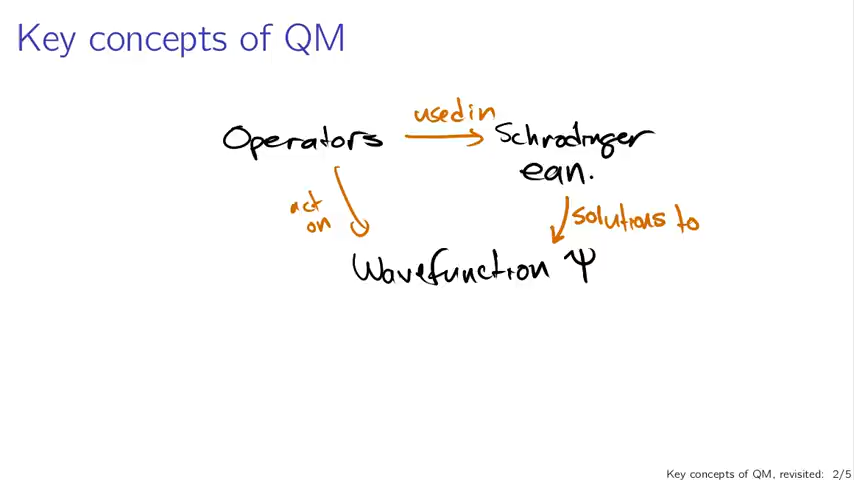 Key concepts of QM
Operators
used in
Schrodinger
eqn.
act
on
solutions to
Wavefunction Ψ
Key concepts of QM, revisited: 2/5